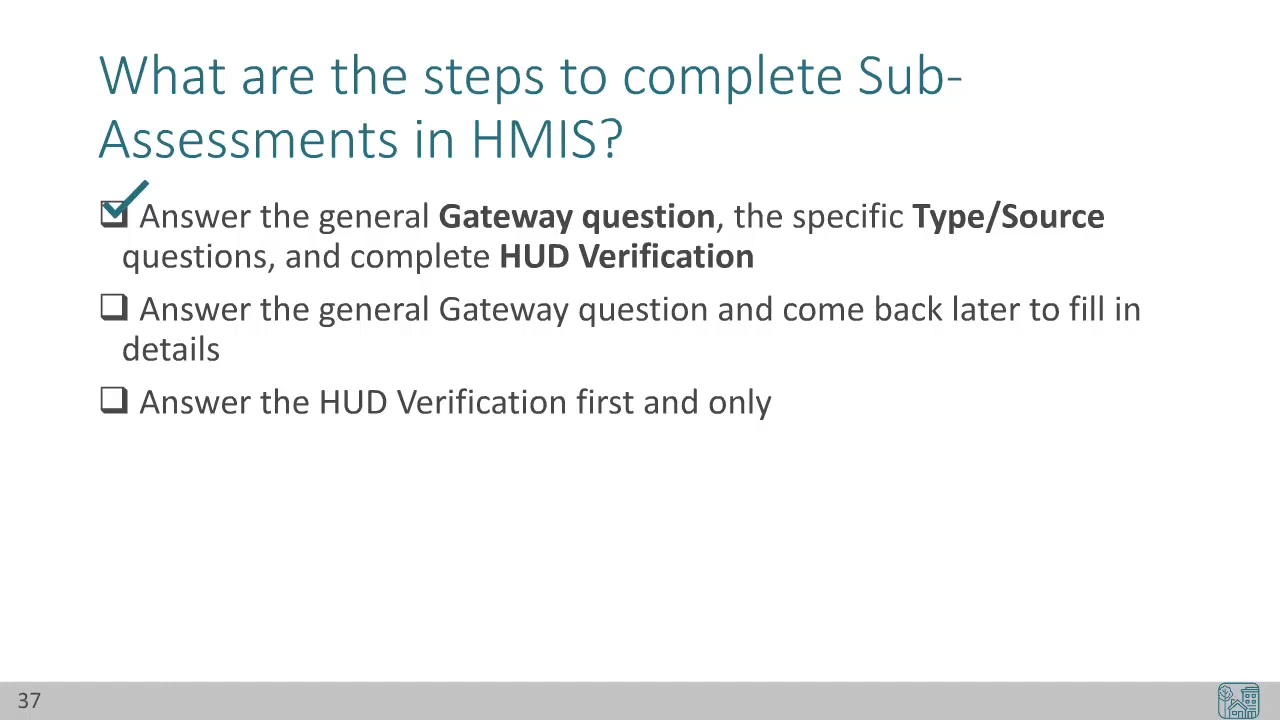 What are the steps to complete Sub-
Assessments in HMIS?
Answer the general Gateway question, the specific Type/Source
questions, and complete HUD Verification
Answer the general Gateway question and come back later to fill in
details
Answer the HUD Verification first and only
37